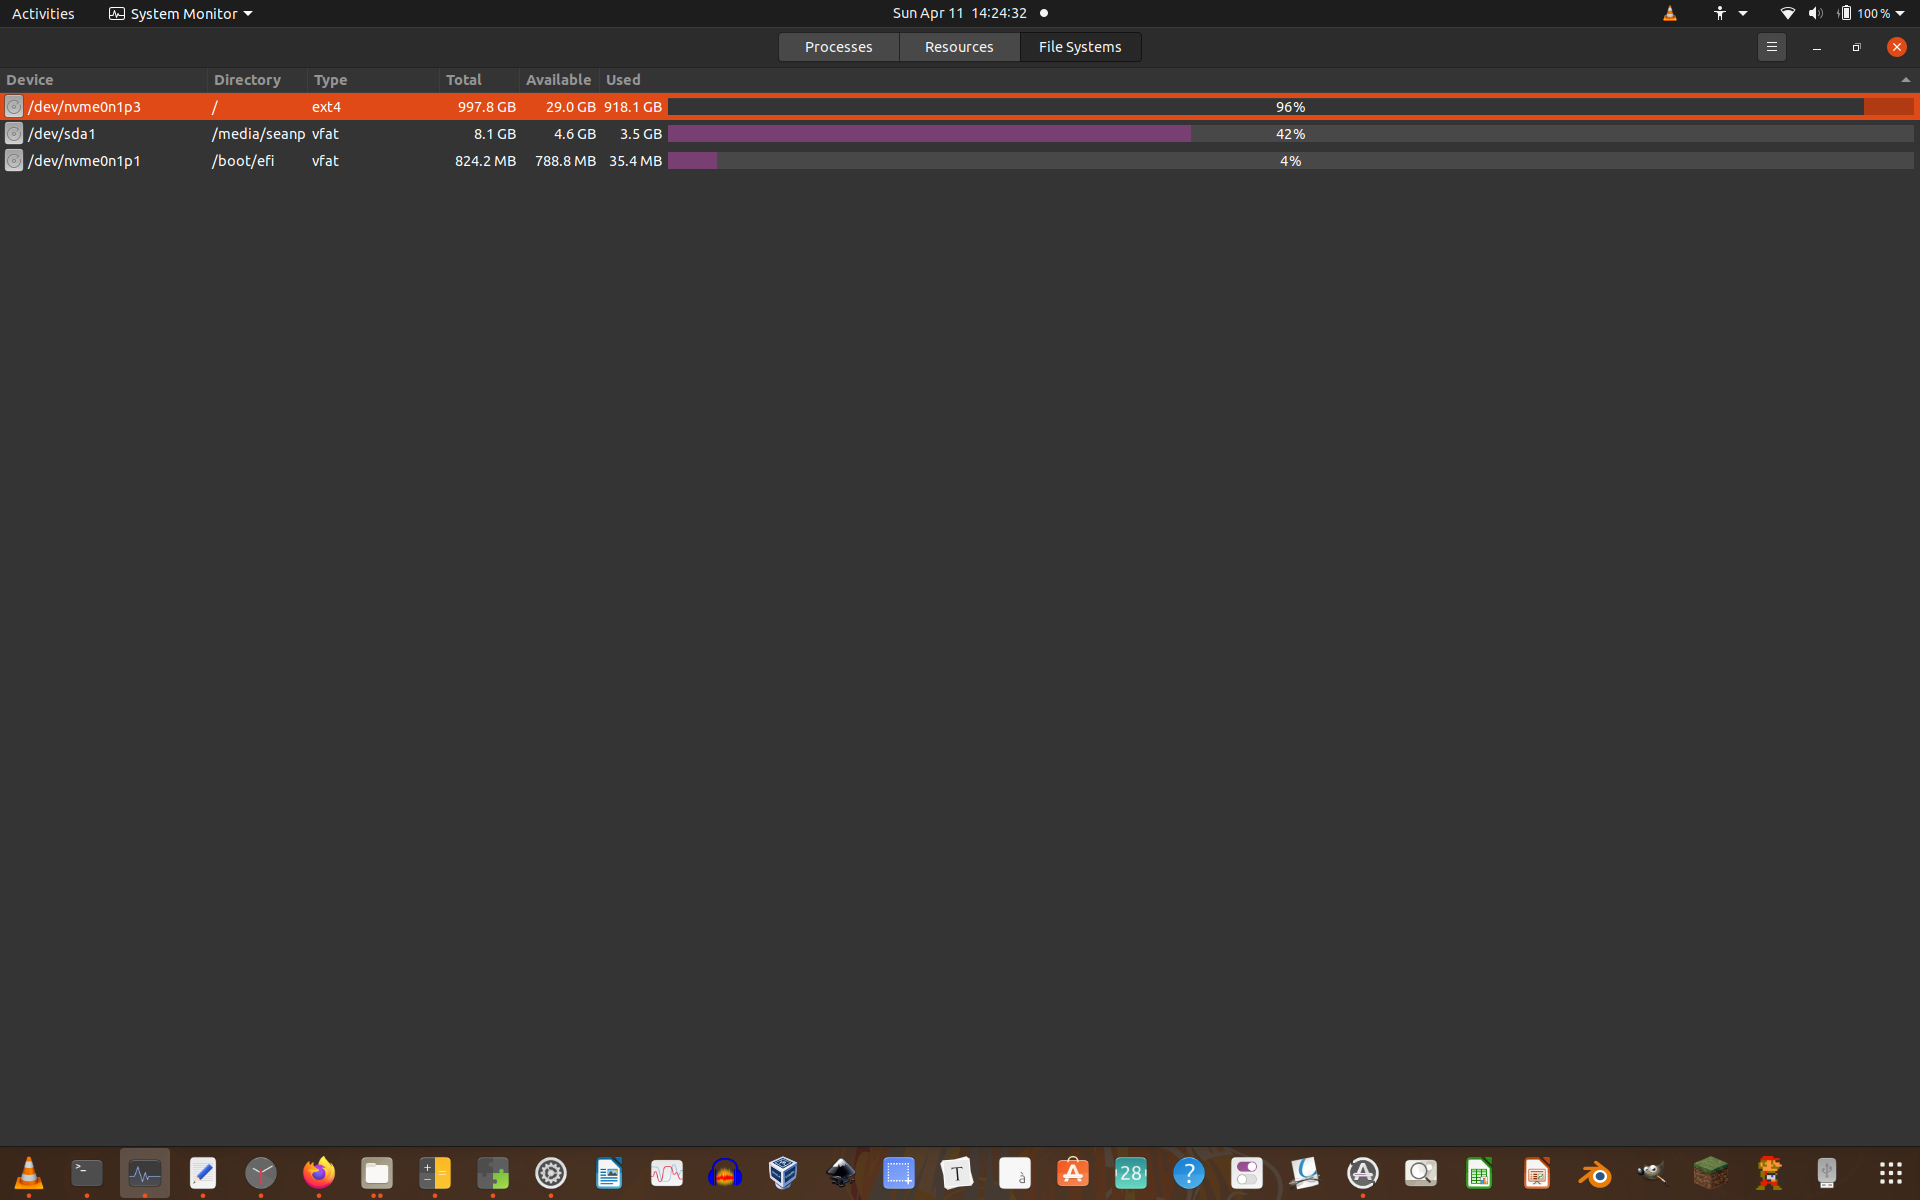 Activities System Monitor Sun Apr 11 14:24:32 100 %
Processes Resources File Systems
Device Directory Type Total Available Used
/dev/nvme0n1p3 / ext4 997.8 GB 29.0 GB 918.1 GB 96%
/dev/sda1 /media/seanp vfat 8.1 GB 4.6 GB 3.5 GB 42%
/dev/nvme0n1p1 /boot/efi vfat 824.2 MB 788.8 MB 35.4 MB 4%
>_ T à A 28 ? A